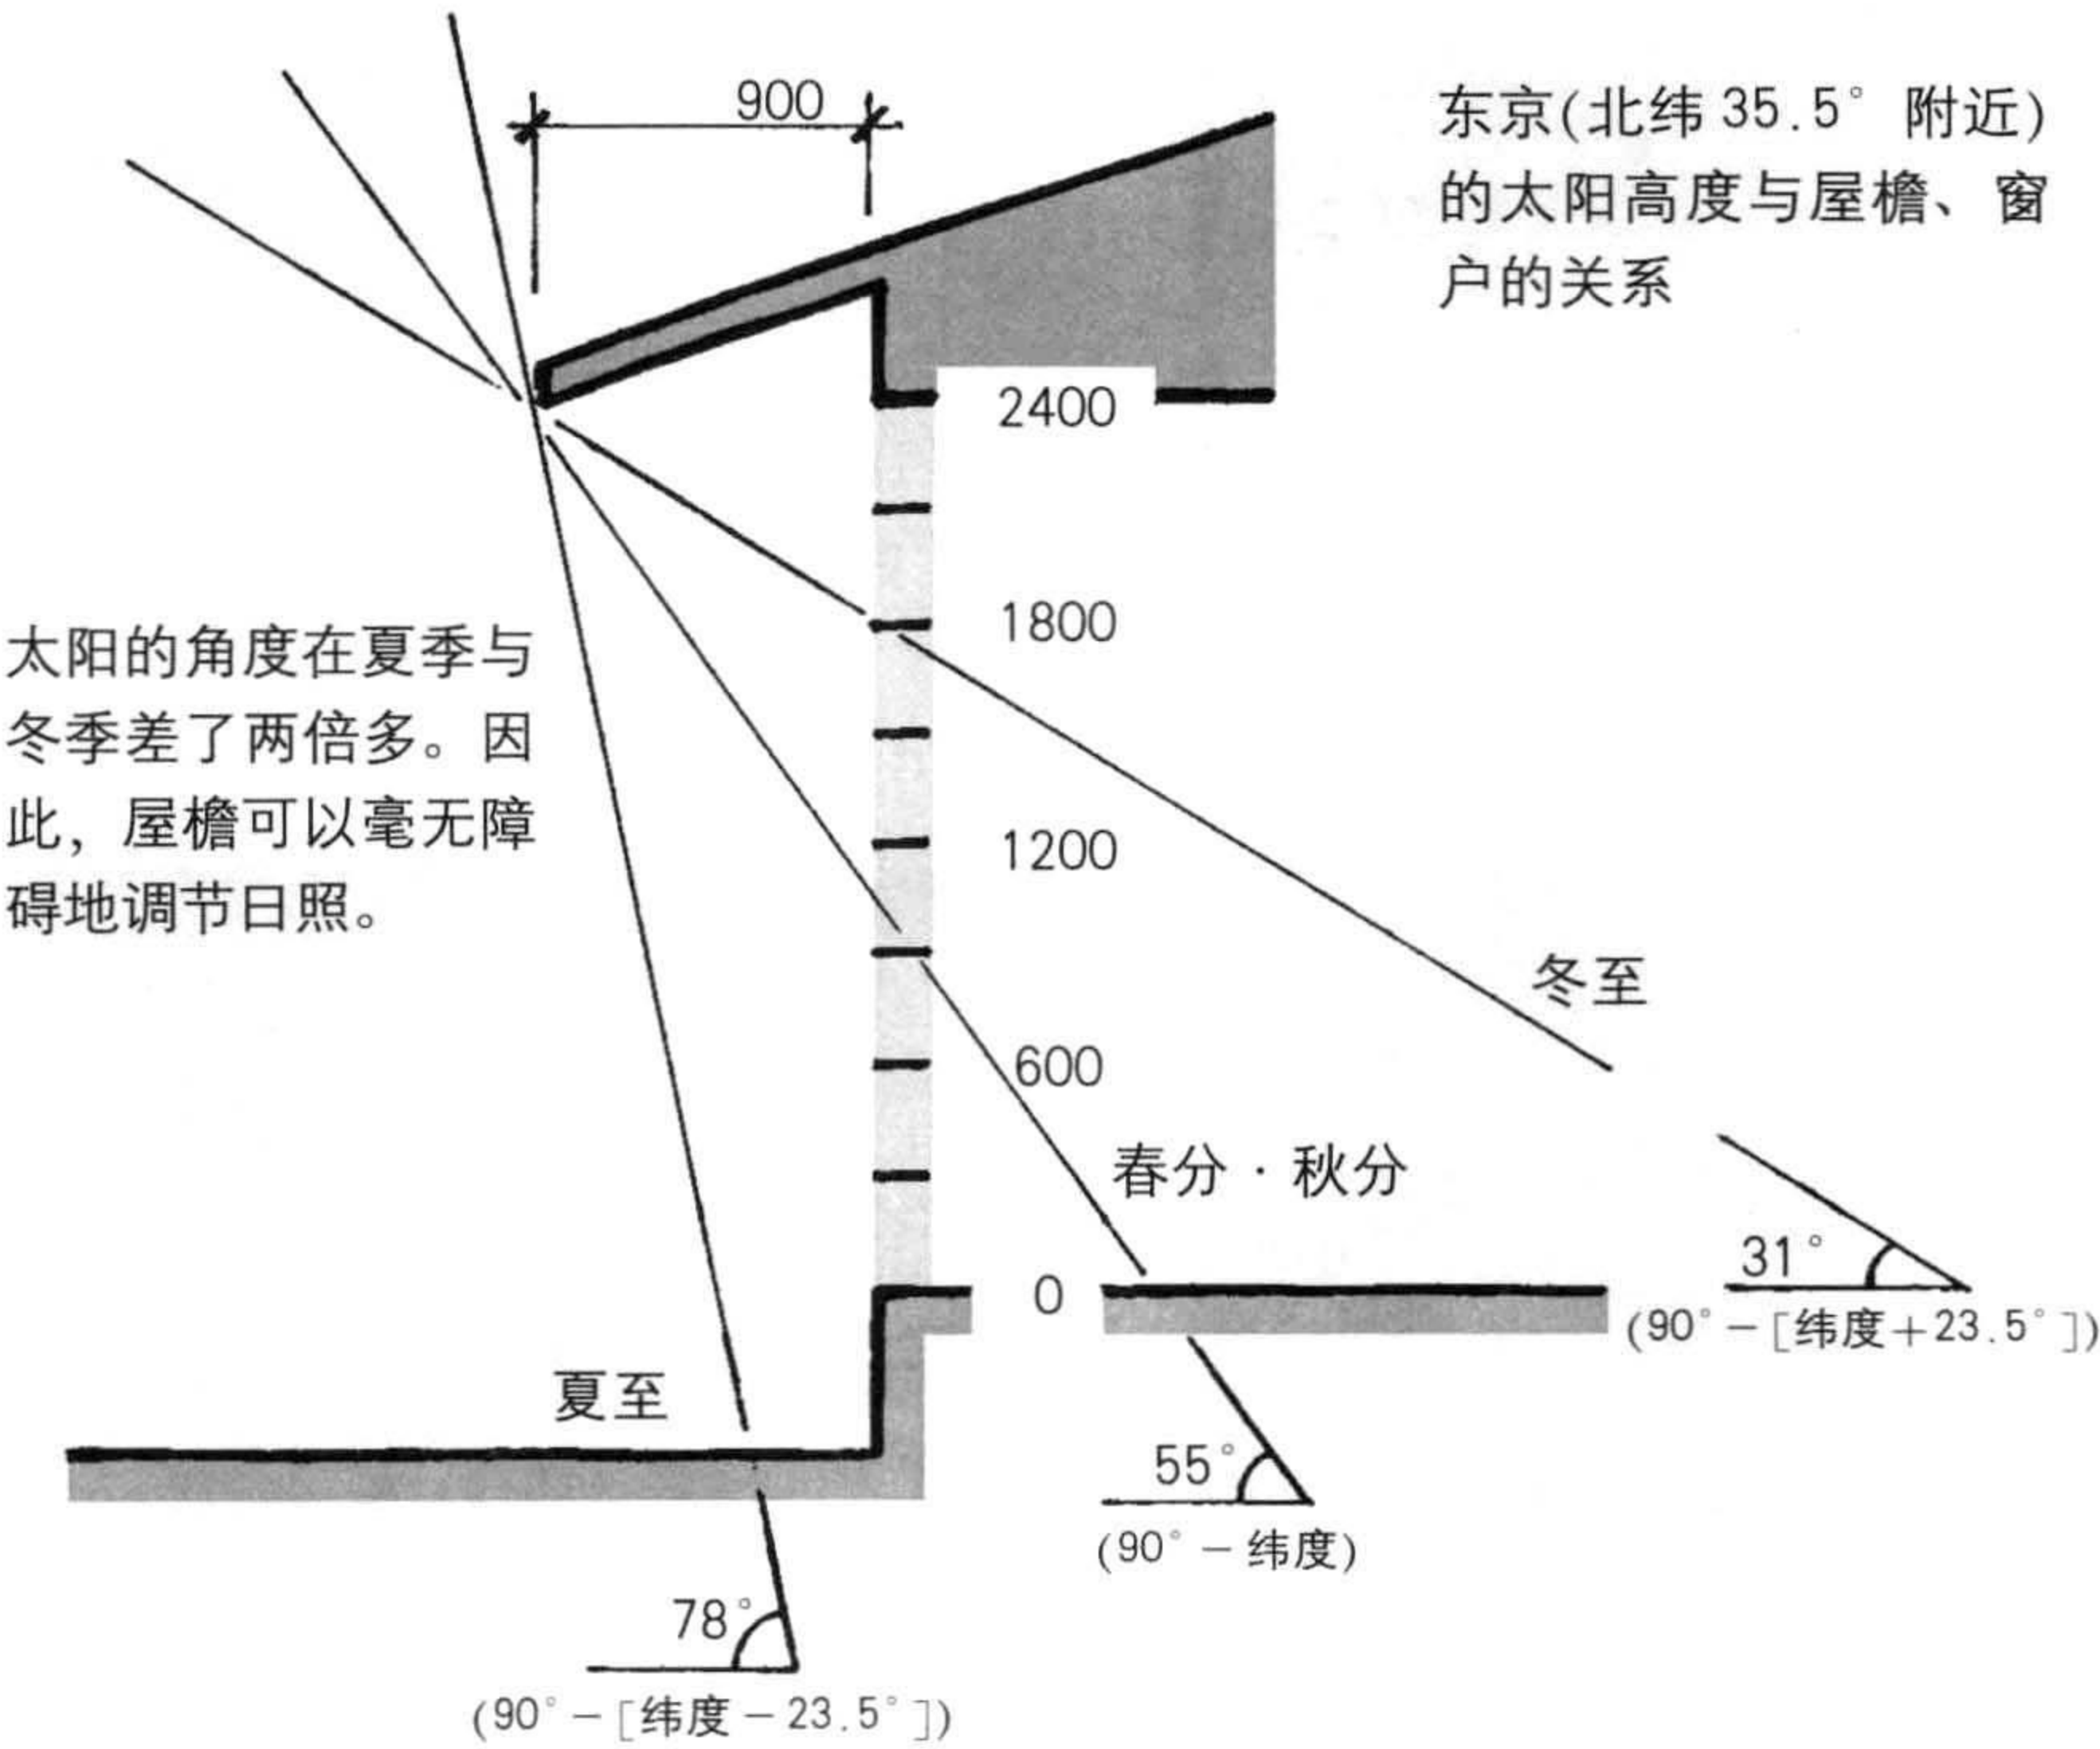 900
东京(北纬35.5° 附近)
的太阳高度与屋檐、窗
户的关系
2400
1800
太阳的角度在夏季与
冬季差了两倍多。因
此，屋檐可以毫无障
碍地调节日照。
1200
冬至
600
春分·秋分
0
31°
(90°-[纬度+23.5°])
夏至
55°
(90°-纬度)
78°
(90°-[纬度-23.5°])